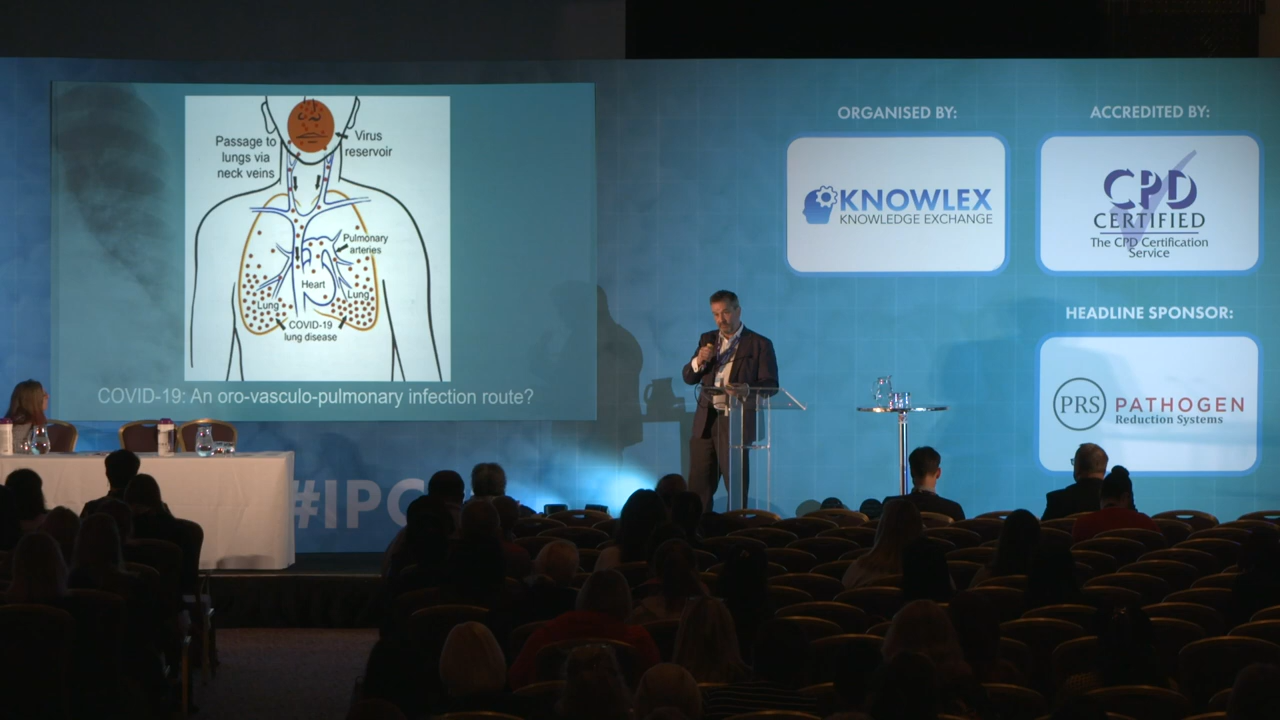 Passage to
lungs via
neck veins
Virus
reservoir
Pulmonary
arteries
Heart
Lung
Lung
COVID-19
lung disease
COVID-19: An oro-vasculo-pulmonary infection route?
ORGANISED BY:
KNOWLEX
KNOWLEDGE EXCHANGE
ACCREDITED BY:
CPD
CERTIFIED
The CPD Certification
Service
HEADLINE SPONSOR:
PRS
PATHOGEN
Reduction Systems
#IPC